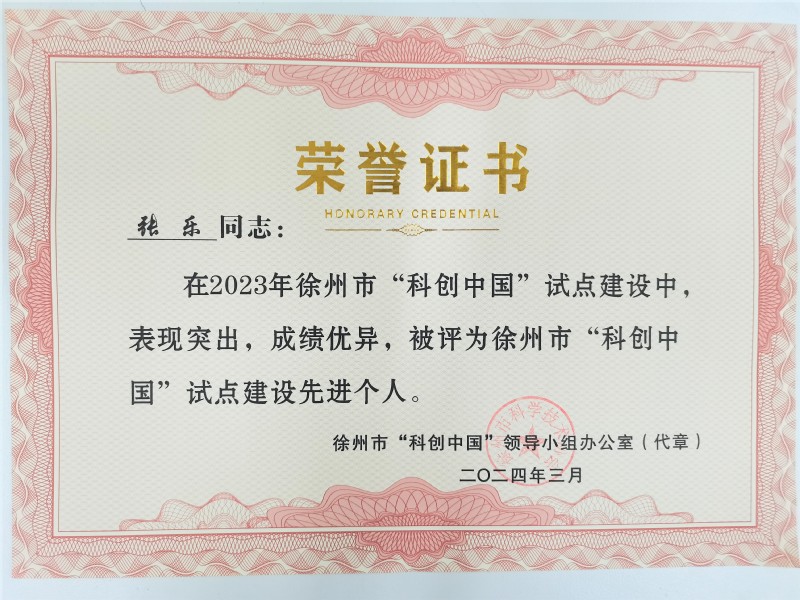 荣誉证书
HONORARY CREDENTIAL
张 乐 同志：
在2023年徐州市“科创中国”试点建设中，
表现突出，成绩优异，被评为徐州市“科创中
国”试点建设先进个人。
徐州市“科创中国”领导小组办公室（代章）
二〇二四年三月